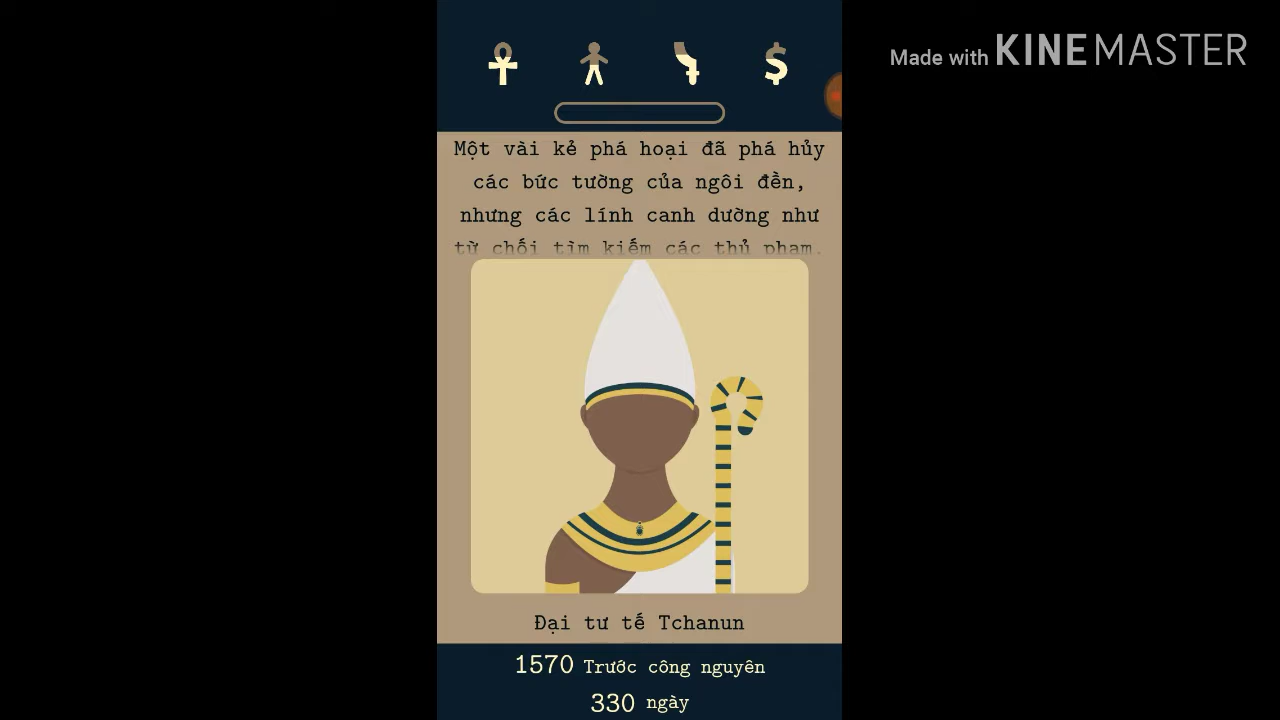 Made with KINEMASTER
Một vài kẻ phá hoại đã phá hủy
các bức tường của ngôi đền,
nhưng các lính canh dường như
từ chối tìm kiếm các thủ phạm.
Đại tư tế Tchanun
1570 Trước công nguyên
330 ngày